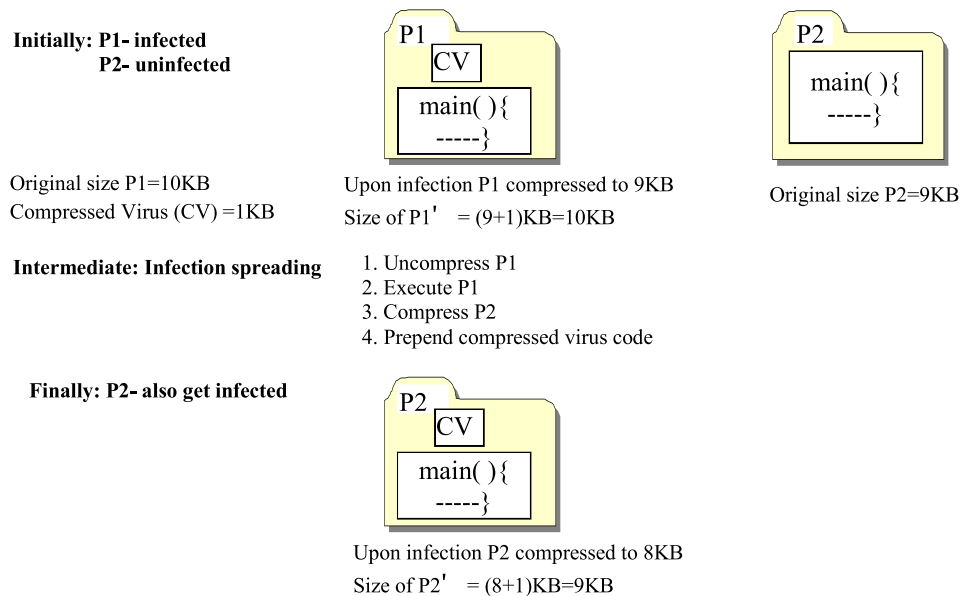 Initially: P1- infected
P2- uninfected
P1
CV
main( ){
-----}
P2
main( ){
-----}
Original size P1=10KB
Compressed Virus (CV) =1KB
Upon infection P1 compressed to 9KB
Size of P1' = (9+1)KB=10KB
Original size P2=9KB
Intermediate: Infection spreading
1. Uncompress P1
2. Execute P1
3. Compress P2
4. Prepend compressed virus code
Finally: P2- also get infected
P2
CV
main( ){
-----}
Upon infection P2 compressed to 8KB
Size of P2' = (8+1)KB=9KB